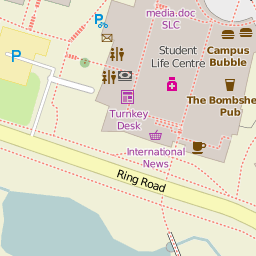 media.doc
SLC
Student
Life Centre
Campus
Bubble
The Bombshe
Pub
Turnkey
Desk
International
News
Ring Road
P